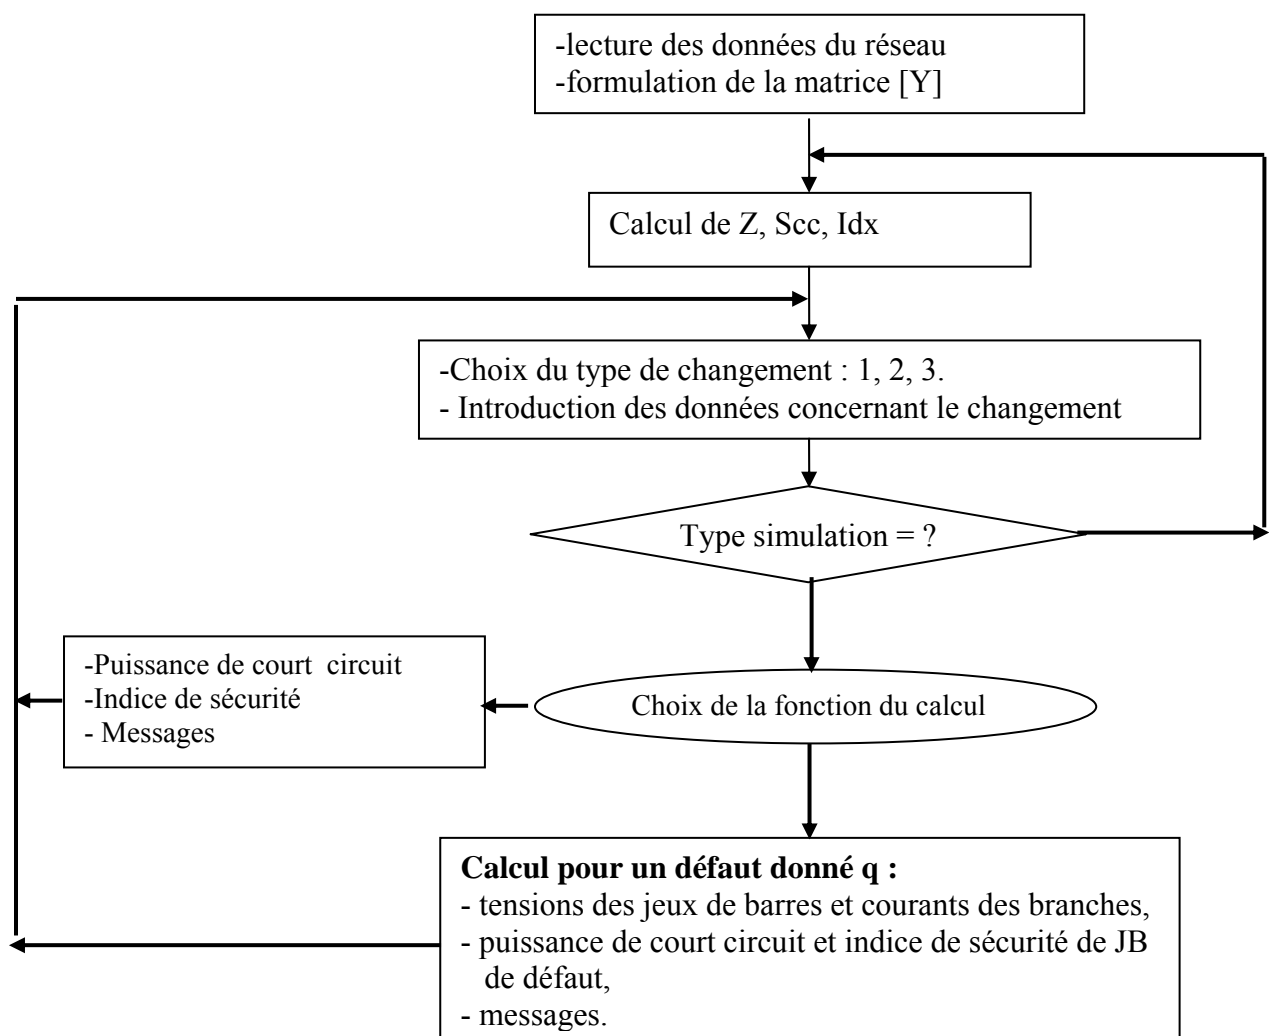 -lecture des données du réseau
-formulation de la matrice [Y]
Calcul de Z, Scc, Idx
-Choix du type de changement : 1, 2, 3.
- Introduction des données concernant le changement
Type simulation = ?
-Puissance de court circuit
-Indice de sécurité
- Messages
Choix de la fonction du calcul
Calcul pour un défaut donné q :
- tensions des jeux de barres et courants des branches,
- puissance de court circuit et indice de sécurité de JB
de défaut,
- messages.